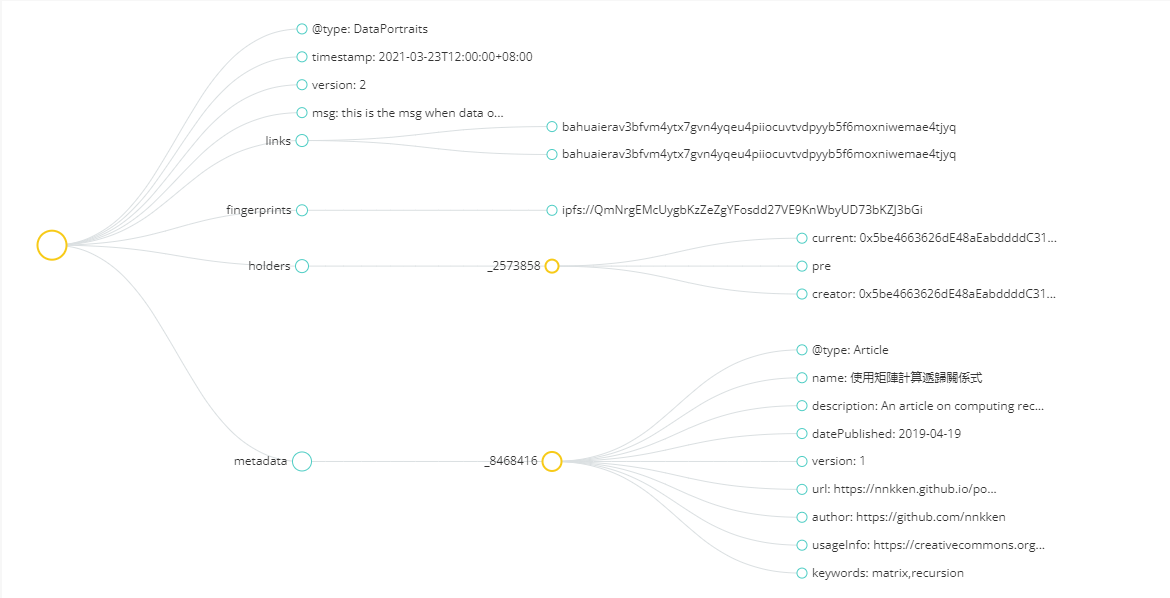 @type: DataPortraits
timestamp: 2021-03-23T12:00:00+08:00
version: 2
msg: this is the msg when data o...
links
bahuaierav3bfvm4ytx7gvn4yqeu4piiocuvtvdpyyb5f6moxniwemae4tjyq
bahuaierav3bfvm4ytx7gvn4yqeu4piiocuvtvdpyyb5f6moxniwemae4tjyq
fingerprints
ipfs://QmNrgEMcUygbKzZeZgYFosdd27VE9KnWbyUD73bKZJ3bGi
holders
_2573858
current: 0x5be4663626dE48aEabddddC31...
pre
creator: 0x5be4663626dE48aEabddddC31...
metadata
_8468416
@type: Article
name: 使用矩陣計算遞歸關係式
description: An article on computing rec...
datePublished: 2019-04-19
version: 1
url: https://nnkken.github.io/po...
author: https://github.com/nnkken
usageInfo: https://creativecommons.org...
keywords: matrix,recursion